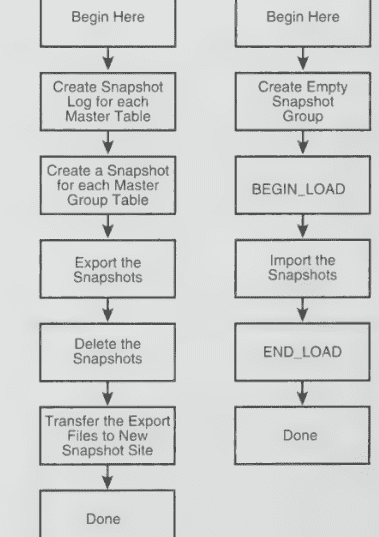 Begin Here
Create Snapshot
Log for each
Master Table
Create a Snapshot
for each Master
Group Table
Export the
Snapshots
Delete the
Snapshots
Transfer the Export
Files to New
Snapshot Site
Done
Begin Here
Create Empty
Snapshot
Group
BEGIN_LOAD
Import the
Snapshots
END_LOAD
Done